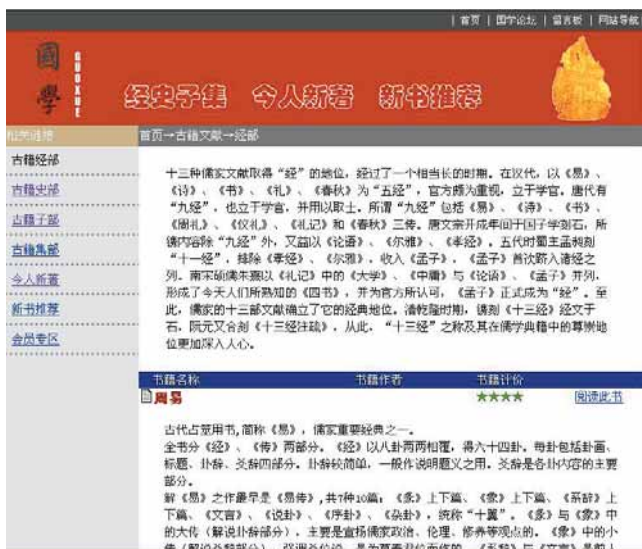 | 首页 | 国学论坛 | 留言板 | 网站导航
國學
GUOXUE
经史子集 今人新著 新书推荐
相关链接
首页→古籍文献→经部
古籍经部
古籍史部
古籍子部
古籍集部
今人新著
新书推荐
会员专区
十三种儒家文献取得“经”的地位，经过了一个相当长的时期。在汉代，以《易》、
《诗》、《书》、《礼》、《春秋》为“五经”，官方颇为重视，立于学官。唐代有
“九经”，也立于学官，并用以取士。所谓“九经”包括《易》、《诗》、《书》、
《周礼》、《仪礼》、《礼记》和《春秋》三传。唐文宗开成年间于国子学刻石，所
镌内容除“九经”外，又益以《论语》、《尔雅》、《孝经》。五代时蜀主孟昶刻
“十一经”，排除《孝经》、《尔雅》，收入《孟子》，《孟子》首次跻入诸经之
列。南宋硕儒朱熹以《礼记》中的《大学》、《中庸》与《论语》、《孟子》并列，
形成了今天人们所熟知的《四书》，并为官方所认可，《孟子》正式成为“经”。至
此，儒家的十三部文献确立了它的经典地位。清乾隆时期，镌刻《十三经》经文于
石，阮元又合刻《十三经注疏》，从此，“十三经”之称及其在儒学典籍中的尊崇地
位更加深入人心。
书籍名称 书籍作者 书籍评价
周易 ★★★★ 阅读此书
古代占筮用书,简称《易》，儒家重要经典之一。
全书分《经》、《传》两部分。《经》以八卦两两相覆，得六十四卦。每卦包括卦画、
标题、卦辞、爻辞四部分。卦辞较简单，一般作说明题义之用。爻辞是各卦内容的主要
部分。
解《易》之作最早是《易传》,共7种10篇：《彖》上下篇、《象》上下篇、《系辞》上
下篇、《文言》、《说卦》、《序卦》、《杂卦》，统称“十翼”。《彖》与《象》中
的大传（解说卦辞部分），主要是宣扬儒家政治、伦理、修养等观点的。《象》中的小